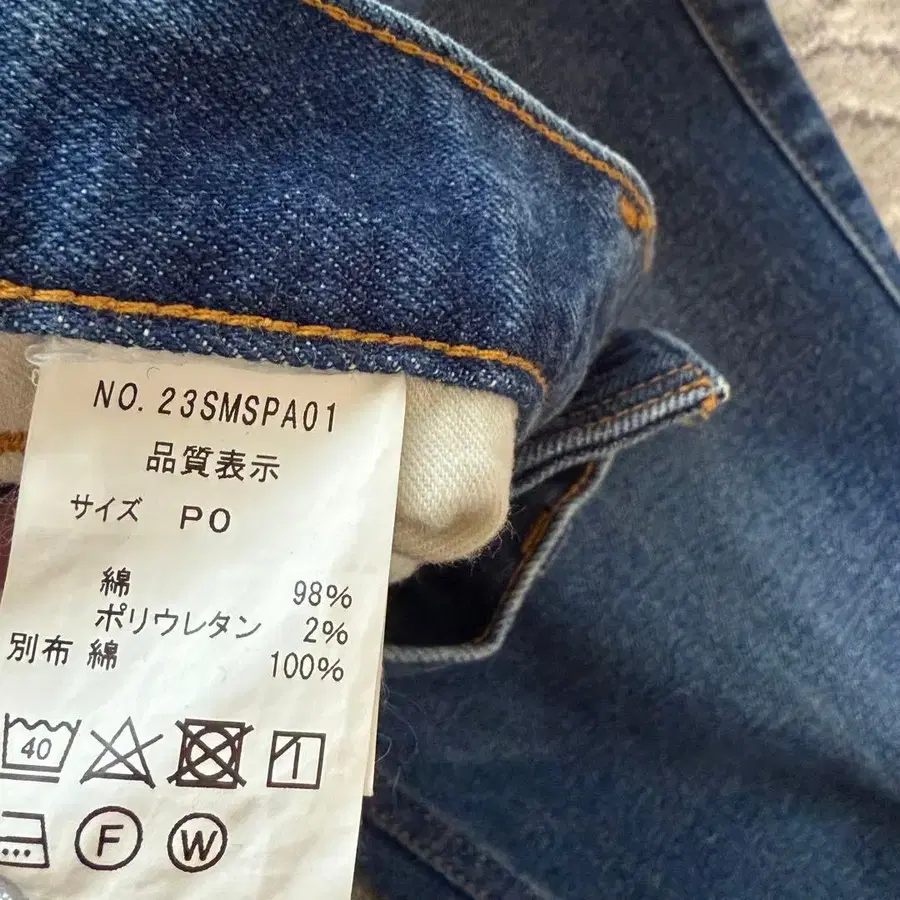 NO. 23SMSPA01
品質表示
サイズ PO
綿 98%
ポリウレタン 2%
別布 綿 100%
40
F W